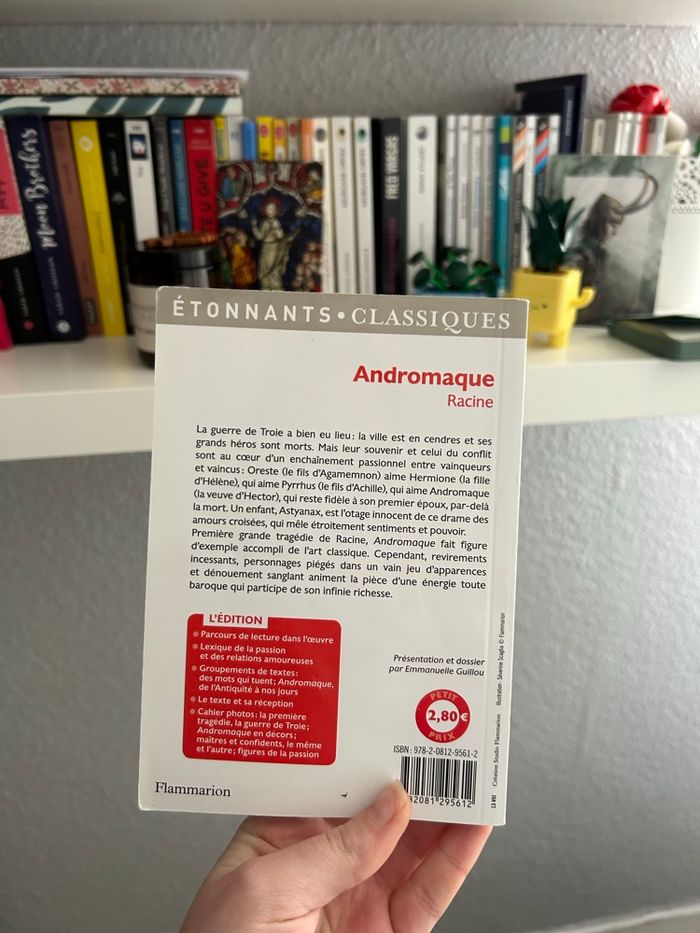 Moon Brothers
FRED VARGAS
ÉTONNANTS • CLASSIQUES
Andromaque
Racine
La guerre de Troie a bien eu lieu : la ville est en cendres et ses
grands héros sont morts. Mais leur souvenir et celui du conflit
sont au cœur d'un enchaînement passionnel entre vainqueurs
et vaincus : Oreste (le fils d'Agamemnon) aime Hermione (la fille
d'Hélène), qui aime Pyrrhus (le fils d'Achille), qui aime Andromaque
(la veuve d'Hector), qui reste fidèle à son premier époux, par-delà
la mort. Un enfant, Astyanax, est l'otage innocent de ce drame des
amours croisées, qui mêle étroitement sentiments et pouvoir.
Première grande tragédie de Racine, Andromaque fait figure
d'exemple accompli de l'art classique. Cependant, revirements
incessants, personnages piégés dans un vain jeu d'apparences
et dénouement sanglant animent la pièce d'une énergie toute
baroque qui participe de son infinie richesse.
L'ÉDITION
• Parcours de lecture dans l'œuvre
• Lexique de la passion
et des relations amoureuses
• Groupements de textes :
des mots qui tuent ; Andromaque,
de l'Antiquité à nos jours
• Le texte et sa réception
• Cahier photos : la première
tragédie, la guerre de Troie ;
Andromaque en décors ;
maîtres et confidents, le même
et l'autre ; figures de la passion
Présentation et dossier
par Emmanuelle Guillou
PETIT
2,80€
PRIX
ISBN : 978-2-0812-9561-2
82081 295612
Flammarion
Création Studio Flammarion
Illustration : Séverine Scaglia © Flammarion